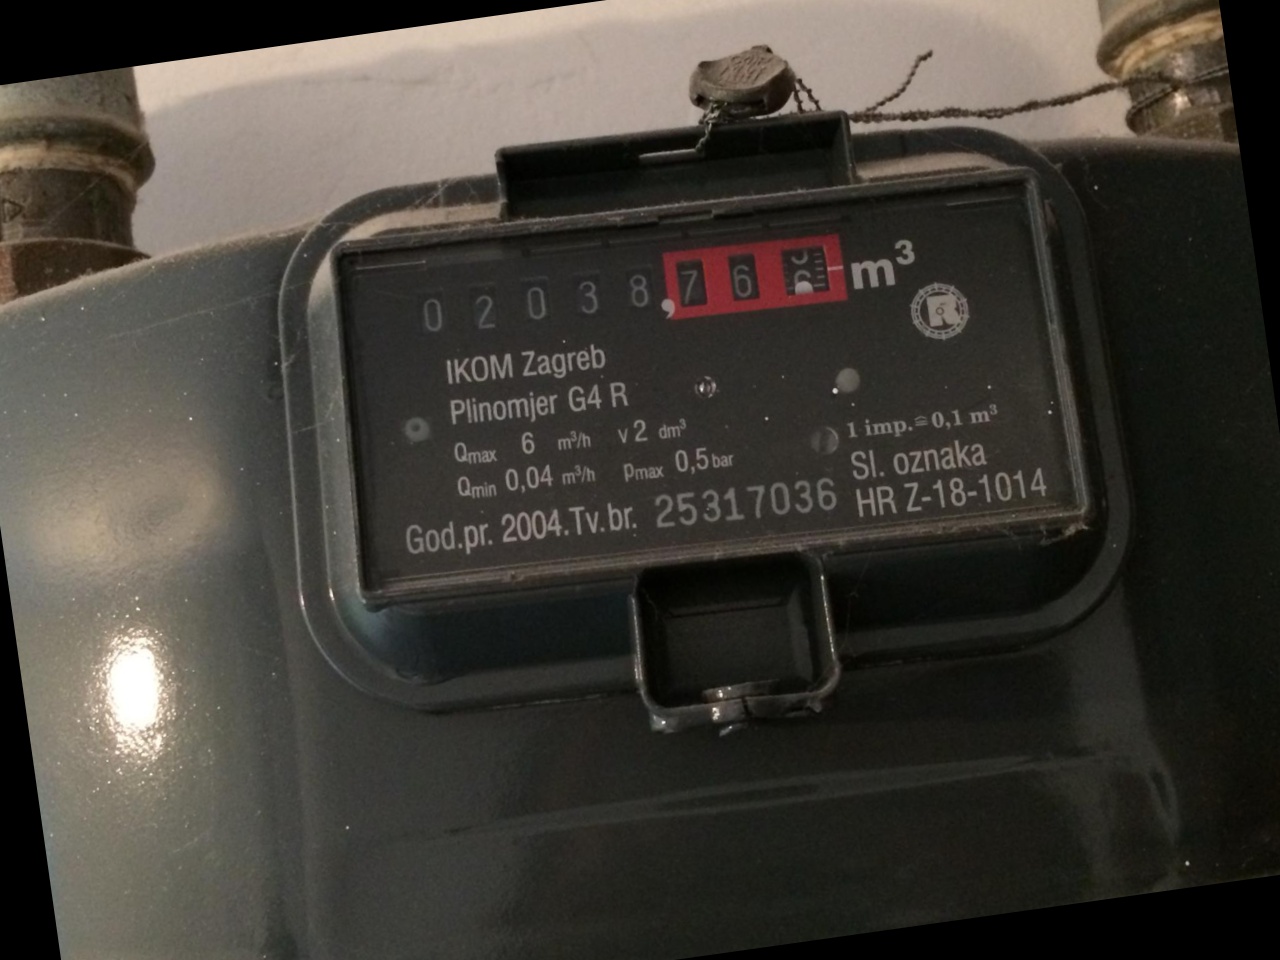 02038,766 m³
IKOM Zagreb
Plinomjer G4 R
Qmax 6 m³/h v 2 dm³
1 imp.≙0,1 m³
Qmin 0,04 m³/h pmax 0,5 bar
Sl. oznaka
God.pr. 2004. Tv.br. 25317036 HR Z-18-1014